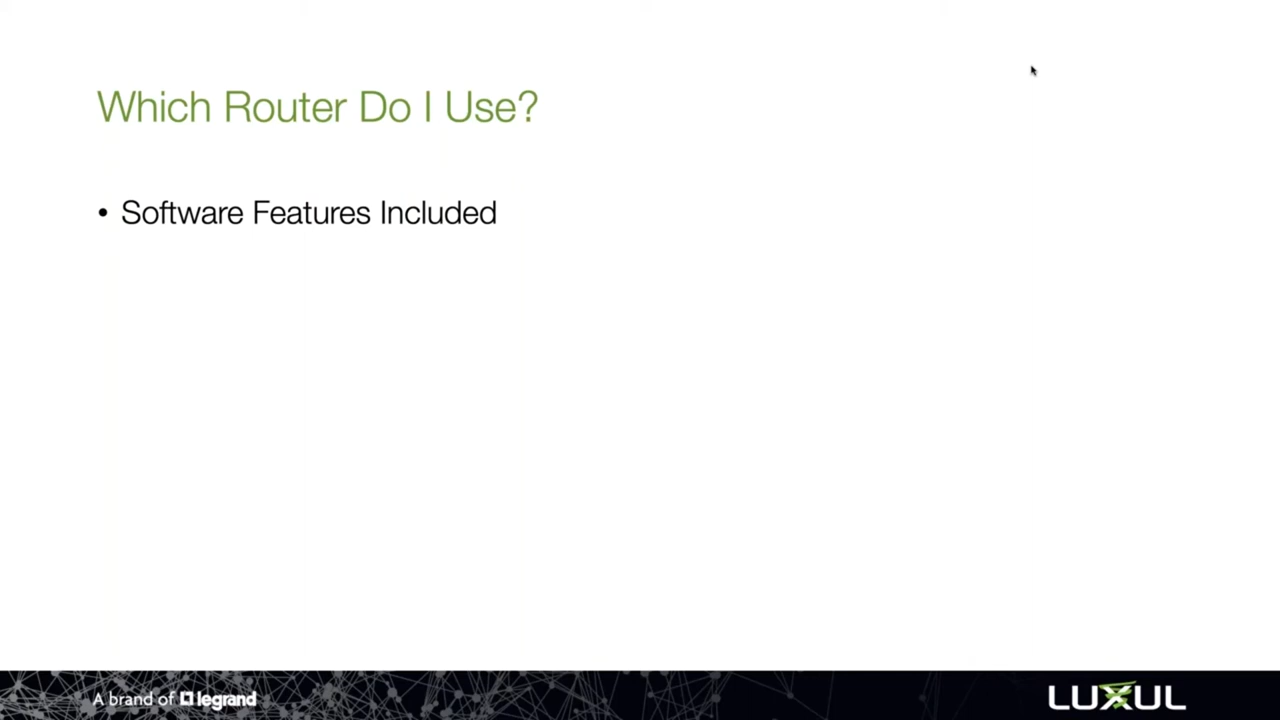 Which Router Do I Use?
• Software Features Included
A brand of legrand
LUXUL